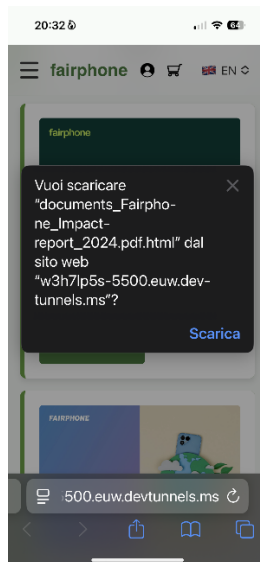 20:32
64
fairphone
EN
fairphone
Vuoi scaricare
“documents_Fairpho-
ne_Impact-
report_2024.pdf.html” dal
sito web
“w3h7lp5s-5500.euw.dev-
tunnels.ms”?
Scarica
FAIRPHONE
500.euw.devtunnels.ms